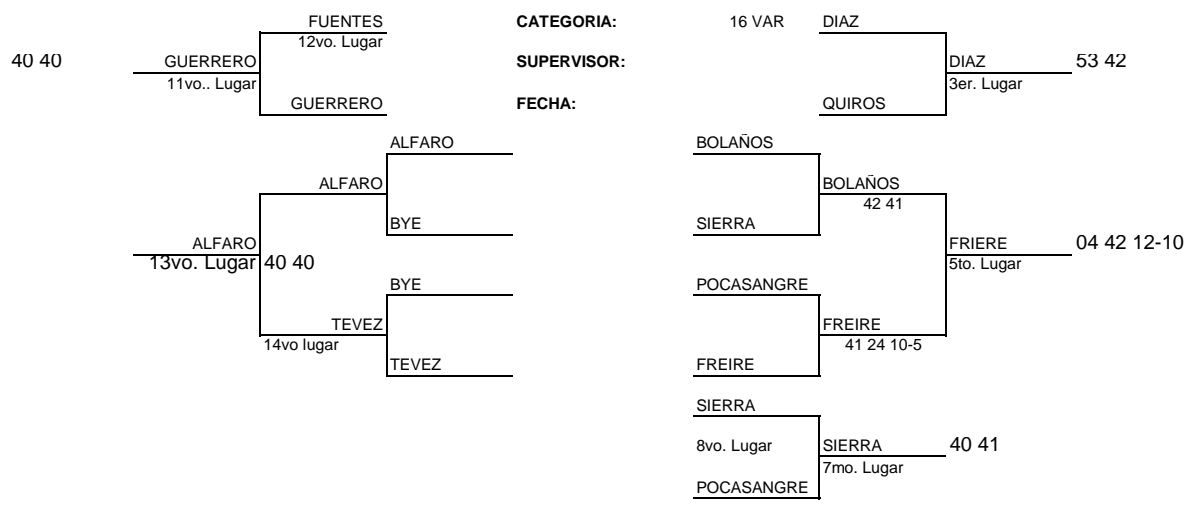 FUENTES
12vo. Lugar
40 40
GUERRERO
11vo.. Lugar
GUERRERO
CATEGORIA: 16 VAR
SUPERVISOR:
FECHA:
DIAZ
DIAZ
53 42
3er. Lugar
QUIROS
ALFARO
ALFARO
BYE
ALFARO
13vo. Lugar 40 40
BYE
TEVEZ
14vo lugar
TEVEZ
BOLAÑOS
BOLAÑOS
42 41
SIERRA
FRIERE
04 42 12-10
5to. Lugar
POCASANGRE
FREIRE
41 24 10-5
FREIRE
SIERRA
8vo. Lugar
SIERRA
40 41
7mo. Lugar
POCASANGRE